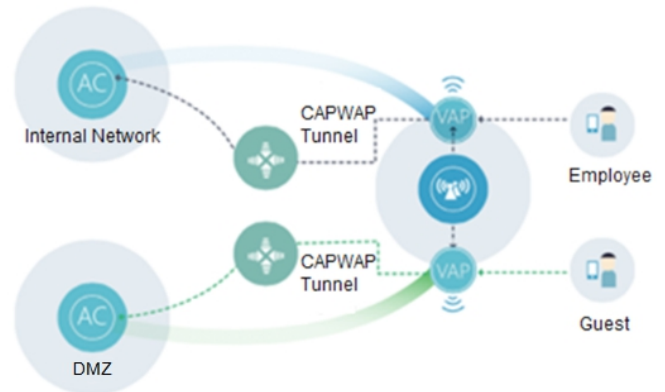 AC
Internal Network
CAPWAP
Tunnel
VAP
Employee
VAP
CAPWAP
Tunnel
Guest
AC
DMZ